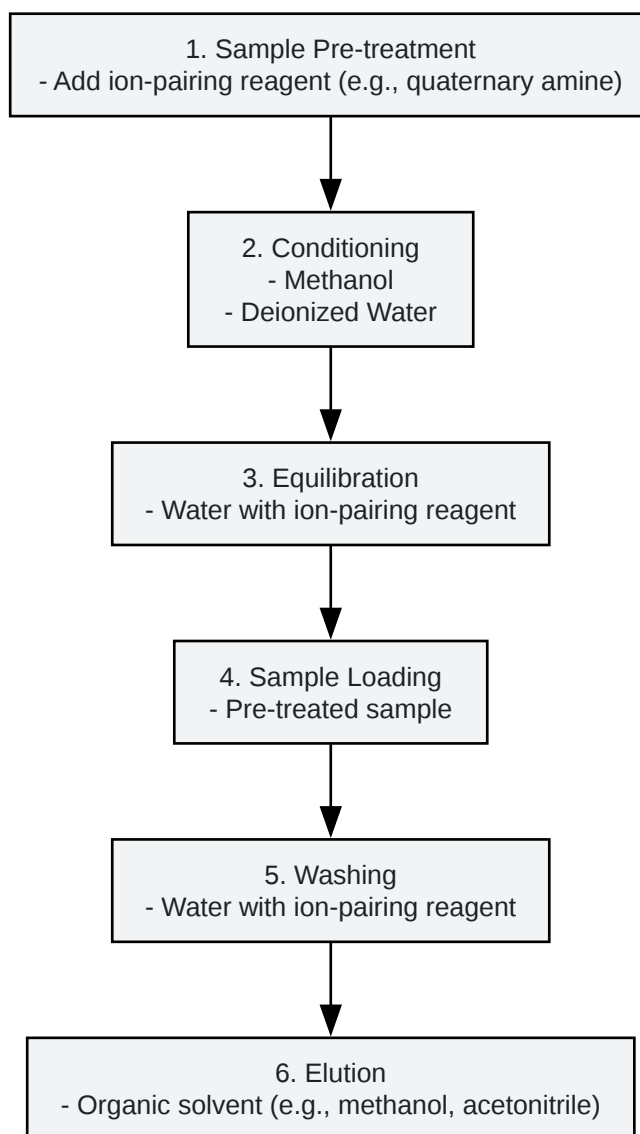 1. Sample Pre-treatment
- Add ion-pairing reagent (e.g., quaternary amine)
2. Conditioning
- Methanol
- Deionized Water
3. Equilibration
- Water with ion-pairing reagent
4. Sample Loading
- Pre-treated sample
5. Washing
- Water with ion-pairing reagent
6. Elution
- Organic solvent (e.g., methanol, acetonitrile)